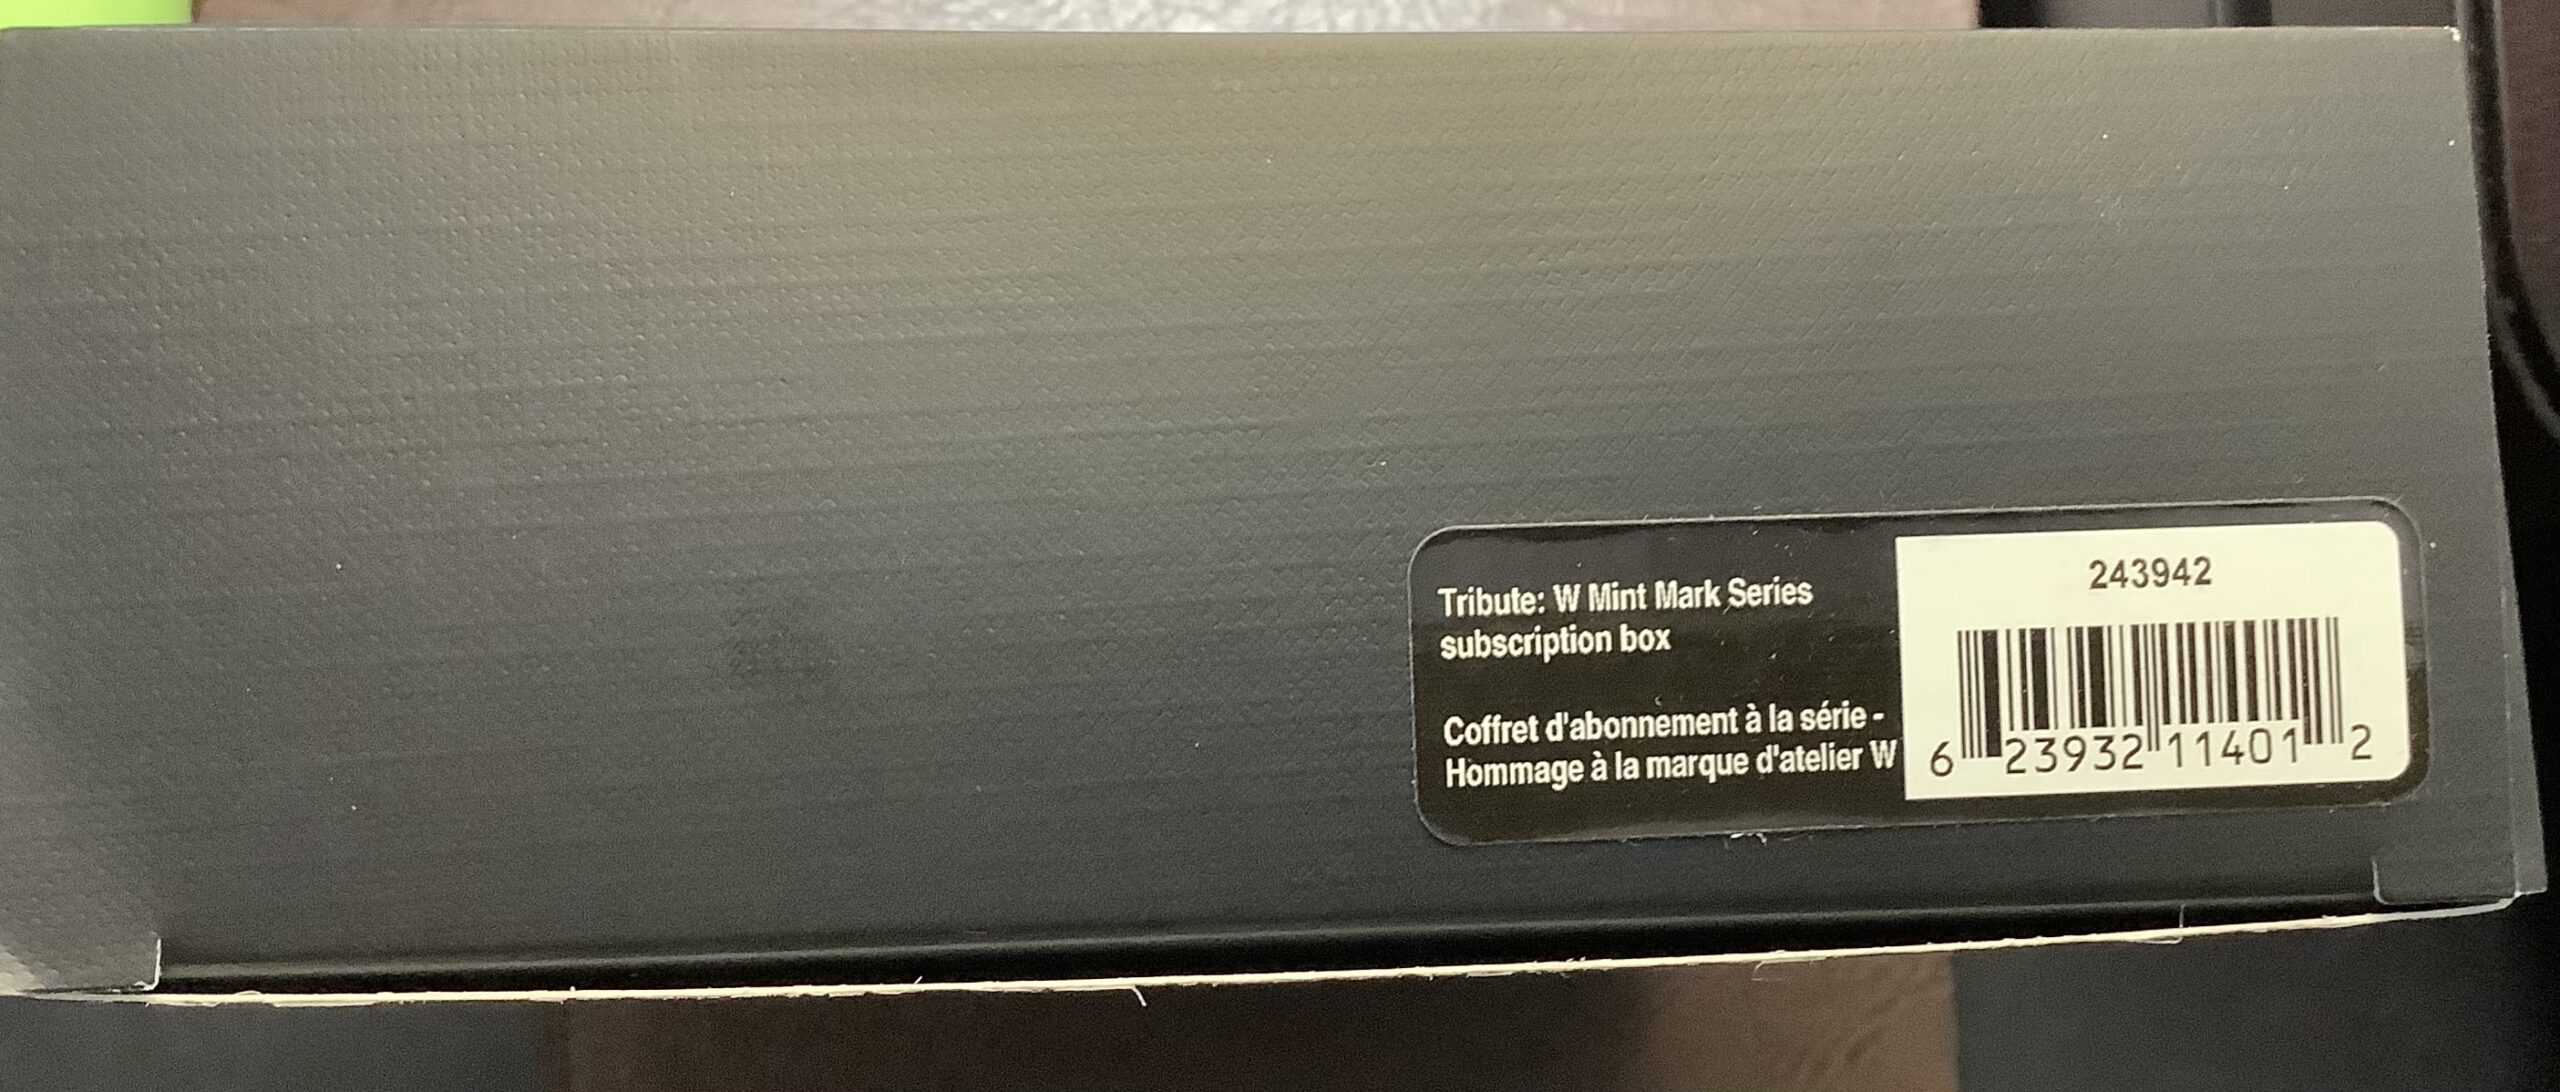 Tribute: W Mint Mark Series
subscription box
Coffret d'abonnement à la série -
Hommage à la marque d'atelier W
243942
6 23932 11401 2